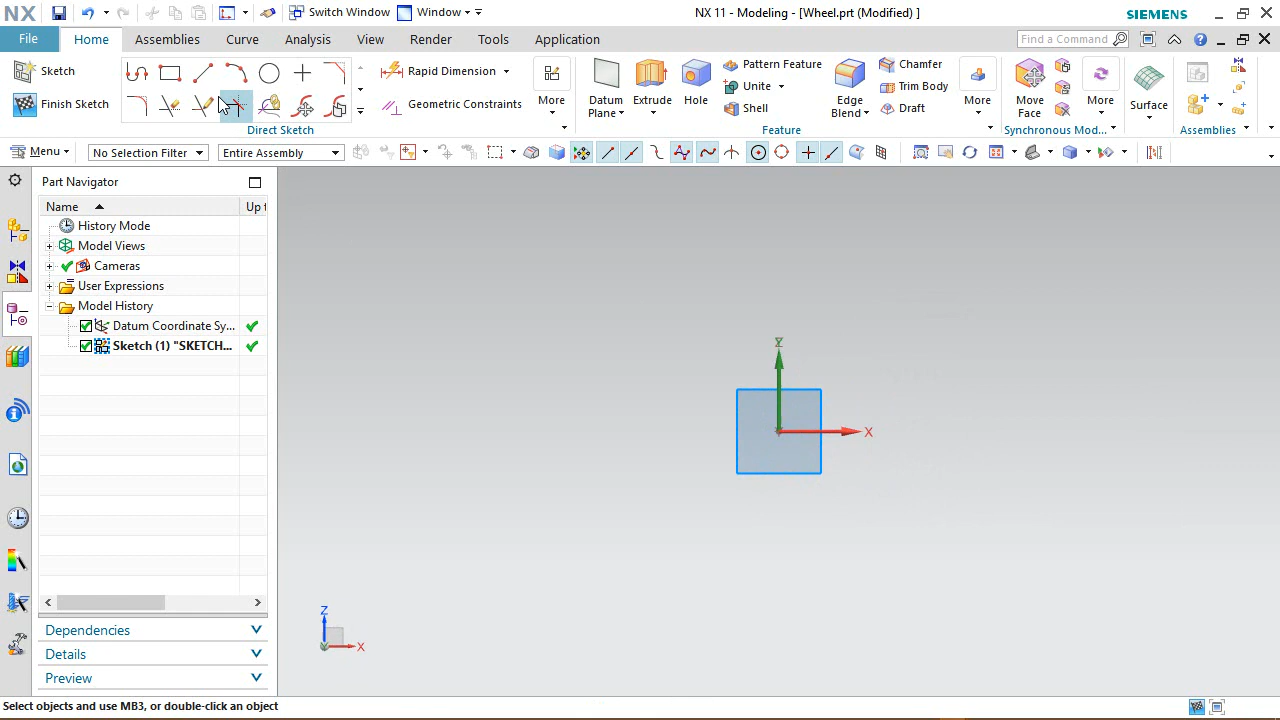 NX
Switch Window
Window
NX 11 - Modeling - [Wheel.prt (Modified) ]
SIEMENS
File
Home
Assemblies
Curve
Analysis
View
Render
Tools
Application
Find a Command
Sketch
Finish Sketch
Direct Sketch
Rapid Dimension
Geometric Constraints
More
Datum
Plane
Extrude
Hole
Pattern Feature
Unite
Shell
Edge
Blend
Chamfer
Trim Body
Draft
More
Feature
Move
Face
More
Synchronous Mod...
Surface
Assemblies
Menu
No Selection Filter
Entire Assembly
Part Navigator
Name
Up t
History Mode
Model Views
Cameras
User Expressions
Model History
Datum Coordinate Sy...
Sketch (1) "SKETCH...
Dependencies
Details
Preview
Y
X
Z
Y
X
Select objects and use MB3, or double-click an object